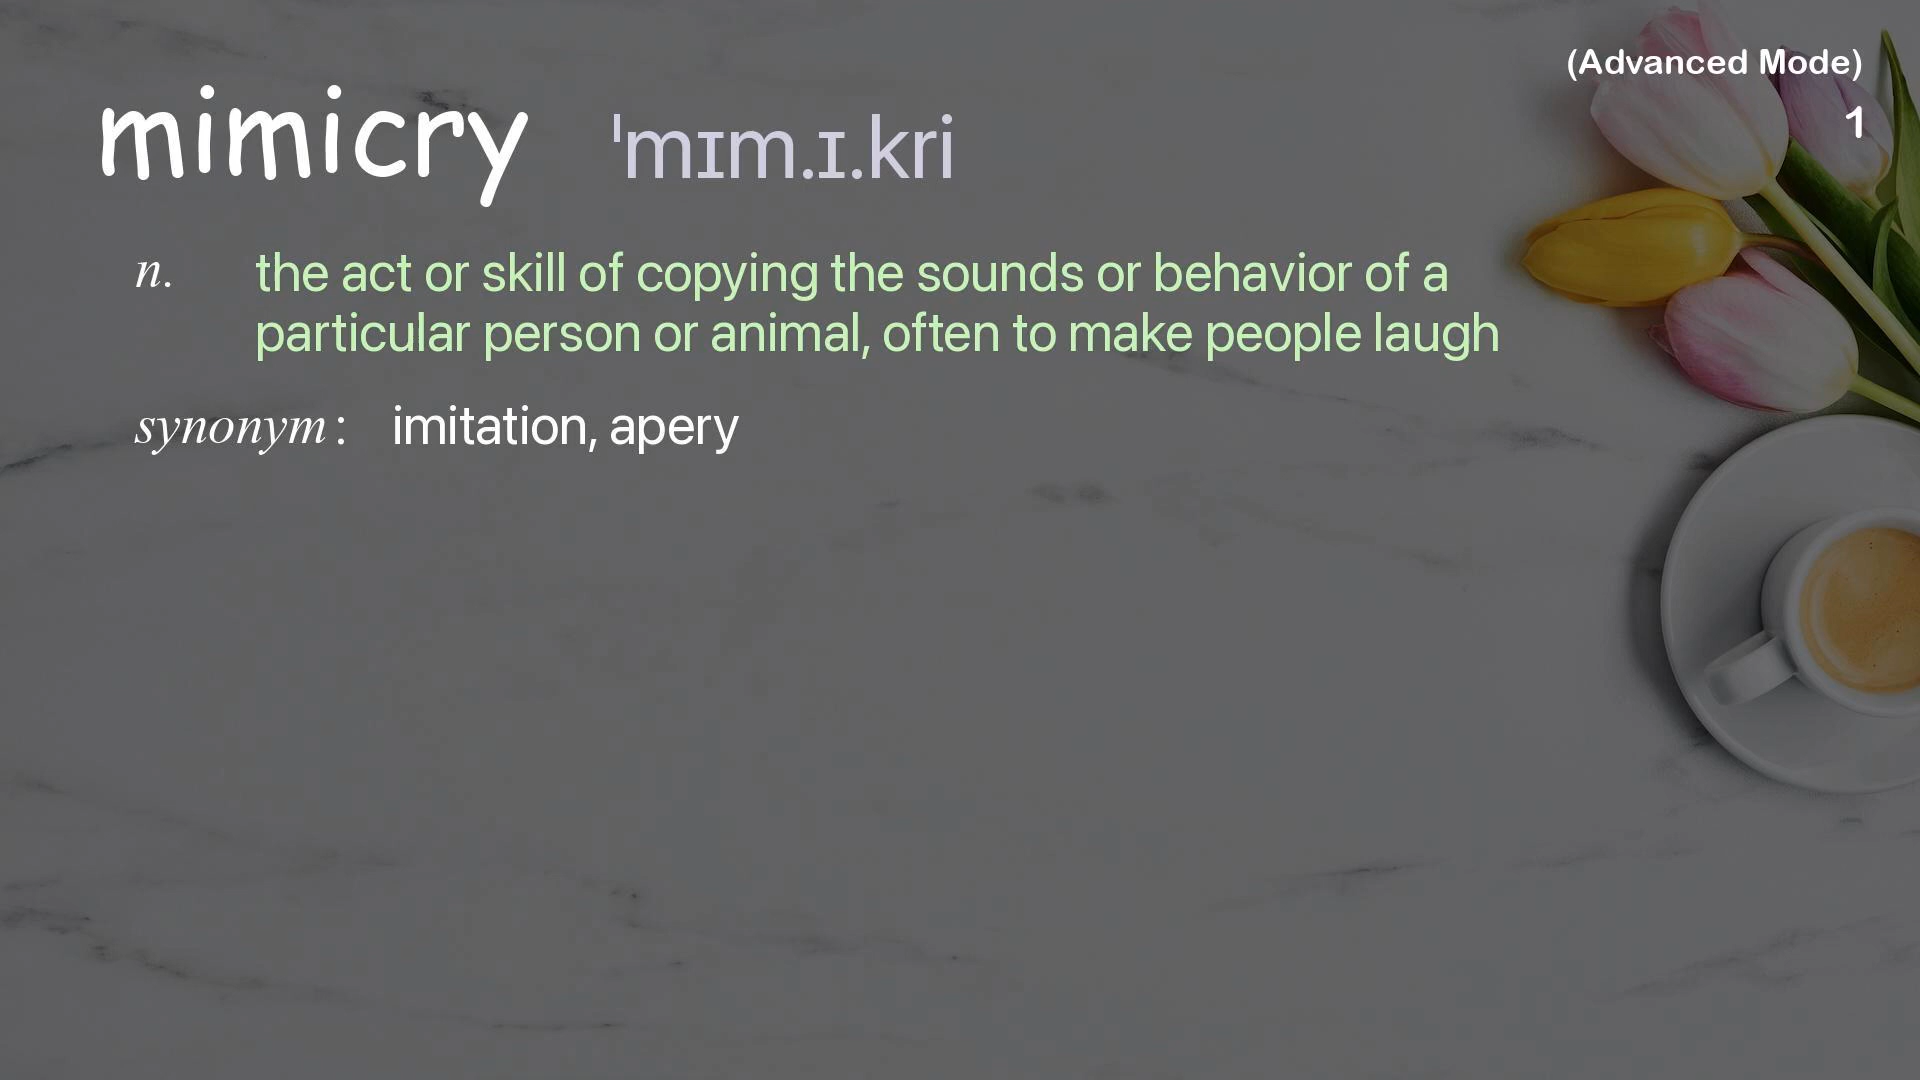 (Advanced Mode)
1
mimicry ˈmɪm.ɪ.kri
n. the act or skill of copying the sounds or behavior of a
particular person or animal, often to make people laugh
synonym : imitation, apery